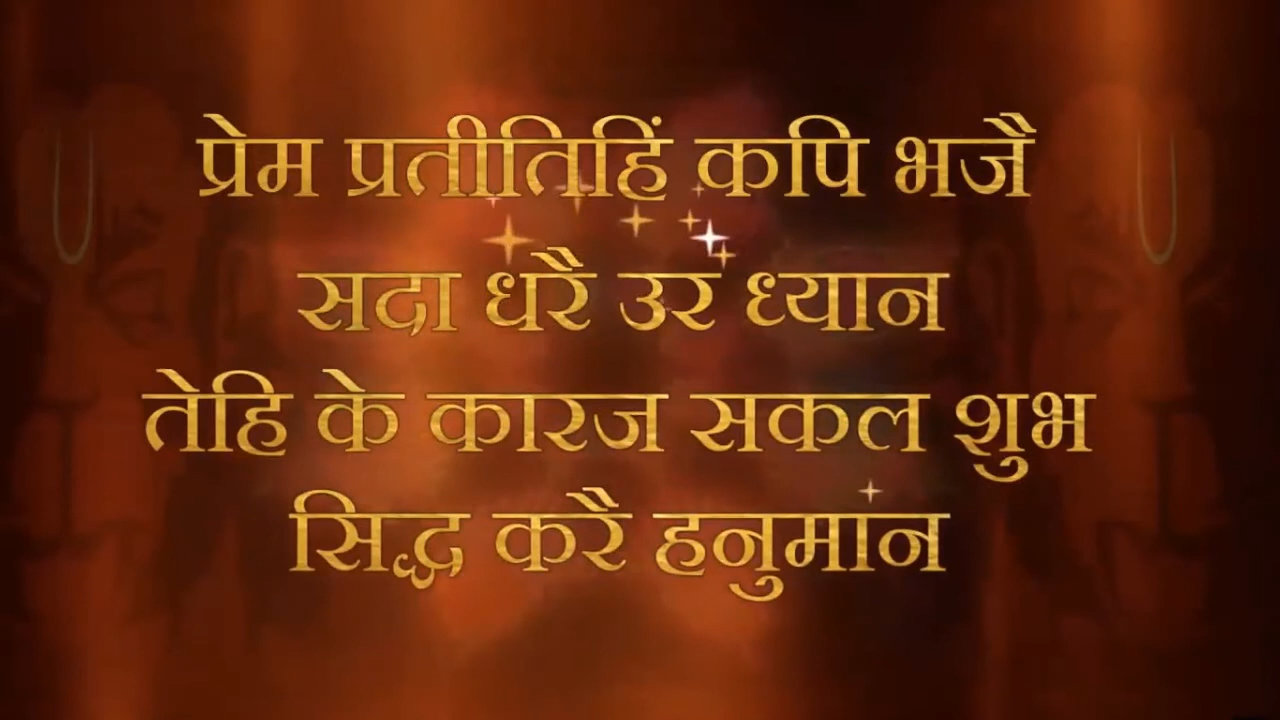 प्रेम प्रतीतिहिं कपि भजै
सदा धरै उर ध्यान
तेहि के कारज सकल शुभ
सिद्ध करै हनुमांन